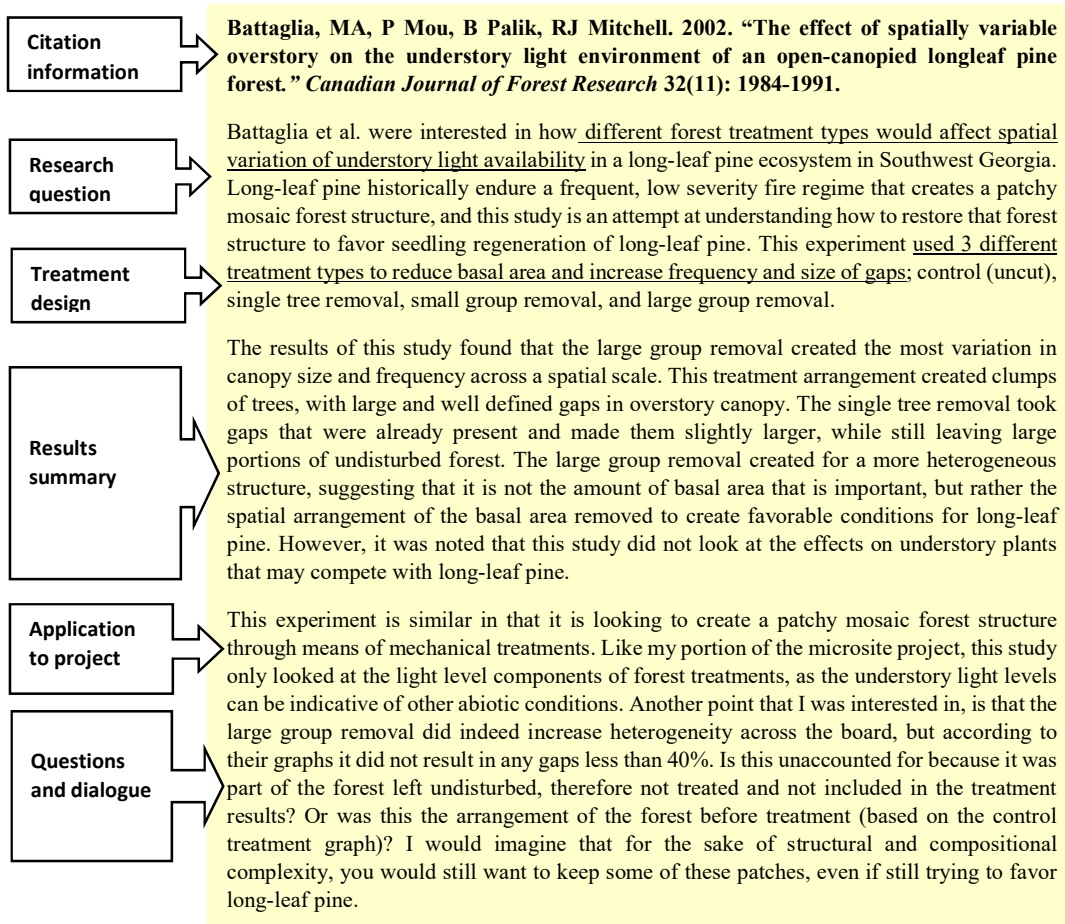 Citation
information
Battaglia, MA, P Mou, B Palik, RJ Mitchell. 2002. “The effect of spatially variable
overstory on the understory light environment of an open-canopied longleaf pine
forest.” Canadian Journal of Forest Research 32(11): 1984-1991.
Research
question
Battaglia et al. were interested in how different forest treatment types would affect spatial
variation of understory light availability in a long-leaf pine ecosystem in Southwest Georgia.
Long-leaf pine historically endure a frequent, low severity fire regime that creates a patchy
mosaic forest structure, and this study is an attempt at understanding how to restore that forest
structure to favor seedling regeneration of long-leaf pine. This experiment used 3 different
treatment types to reduce basal area and increase frequency and size of gaps; control (uncut),
single tree removal, small group removal, and large group removal.
Treatment
design
Results
summary
The results of this study found that the large group removal created the most variation in
canopy size and frequency across a spatial scale. This treatment arrangement created clumps
of trees, with large and well defined gaps in overstory canopy. The single tree removal took
gaps that were already present and made them slightly larger, while still leaving large
portions of undisturbed forest. The large group removal created for a more heterogeneous
structure, suggesting that it is not the amount of basal area that is important, but rather the
spatial arrangement of the basal area removed to create favorable conditions for long-leaf
pine. However, it was noted that this study did not look at the effects on understory plants
that may compete with long-leaf pine.
Application
to project
This experiment is similar in that it is looking to create a patchy mosaic forest structure
through means of mechanical treatments. Like my portion of the microsite project, this study
only looked at the light level components of forest treatments, as the understory light levels
can be indicative of other abiotic conditions. Another point that I was interested in, is that the
large group removal did indeed increase heterogeneity across the board, but according to
their graphs it did not result in any gaps less than 40%. Is this unaccounted for because it was
part of the forest left undisturbed, therefore not treated and not included in the treatment
results? Or was this the arrangement of the forest before treatment (based on the control
treatment graph)? I would imagine that for the sake of structural and compositional
complexity, you would still want to keep some of these patches, even if still trying to favor
long-leaf pine.
Questions
and dialogue